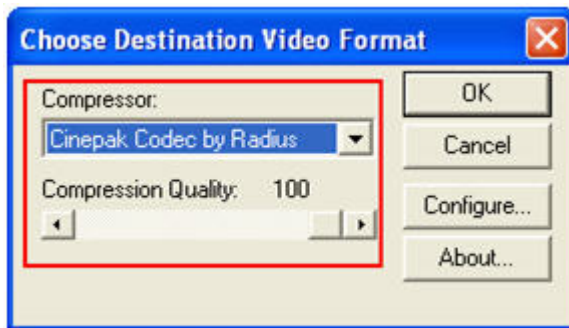 Choose Destination Video Format
Compressor:
Cinepak Codec by Radius
Compression Quality: 100
OK
Cancel
Configure...
About...